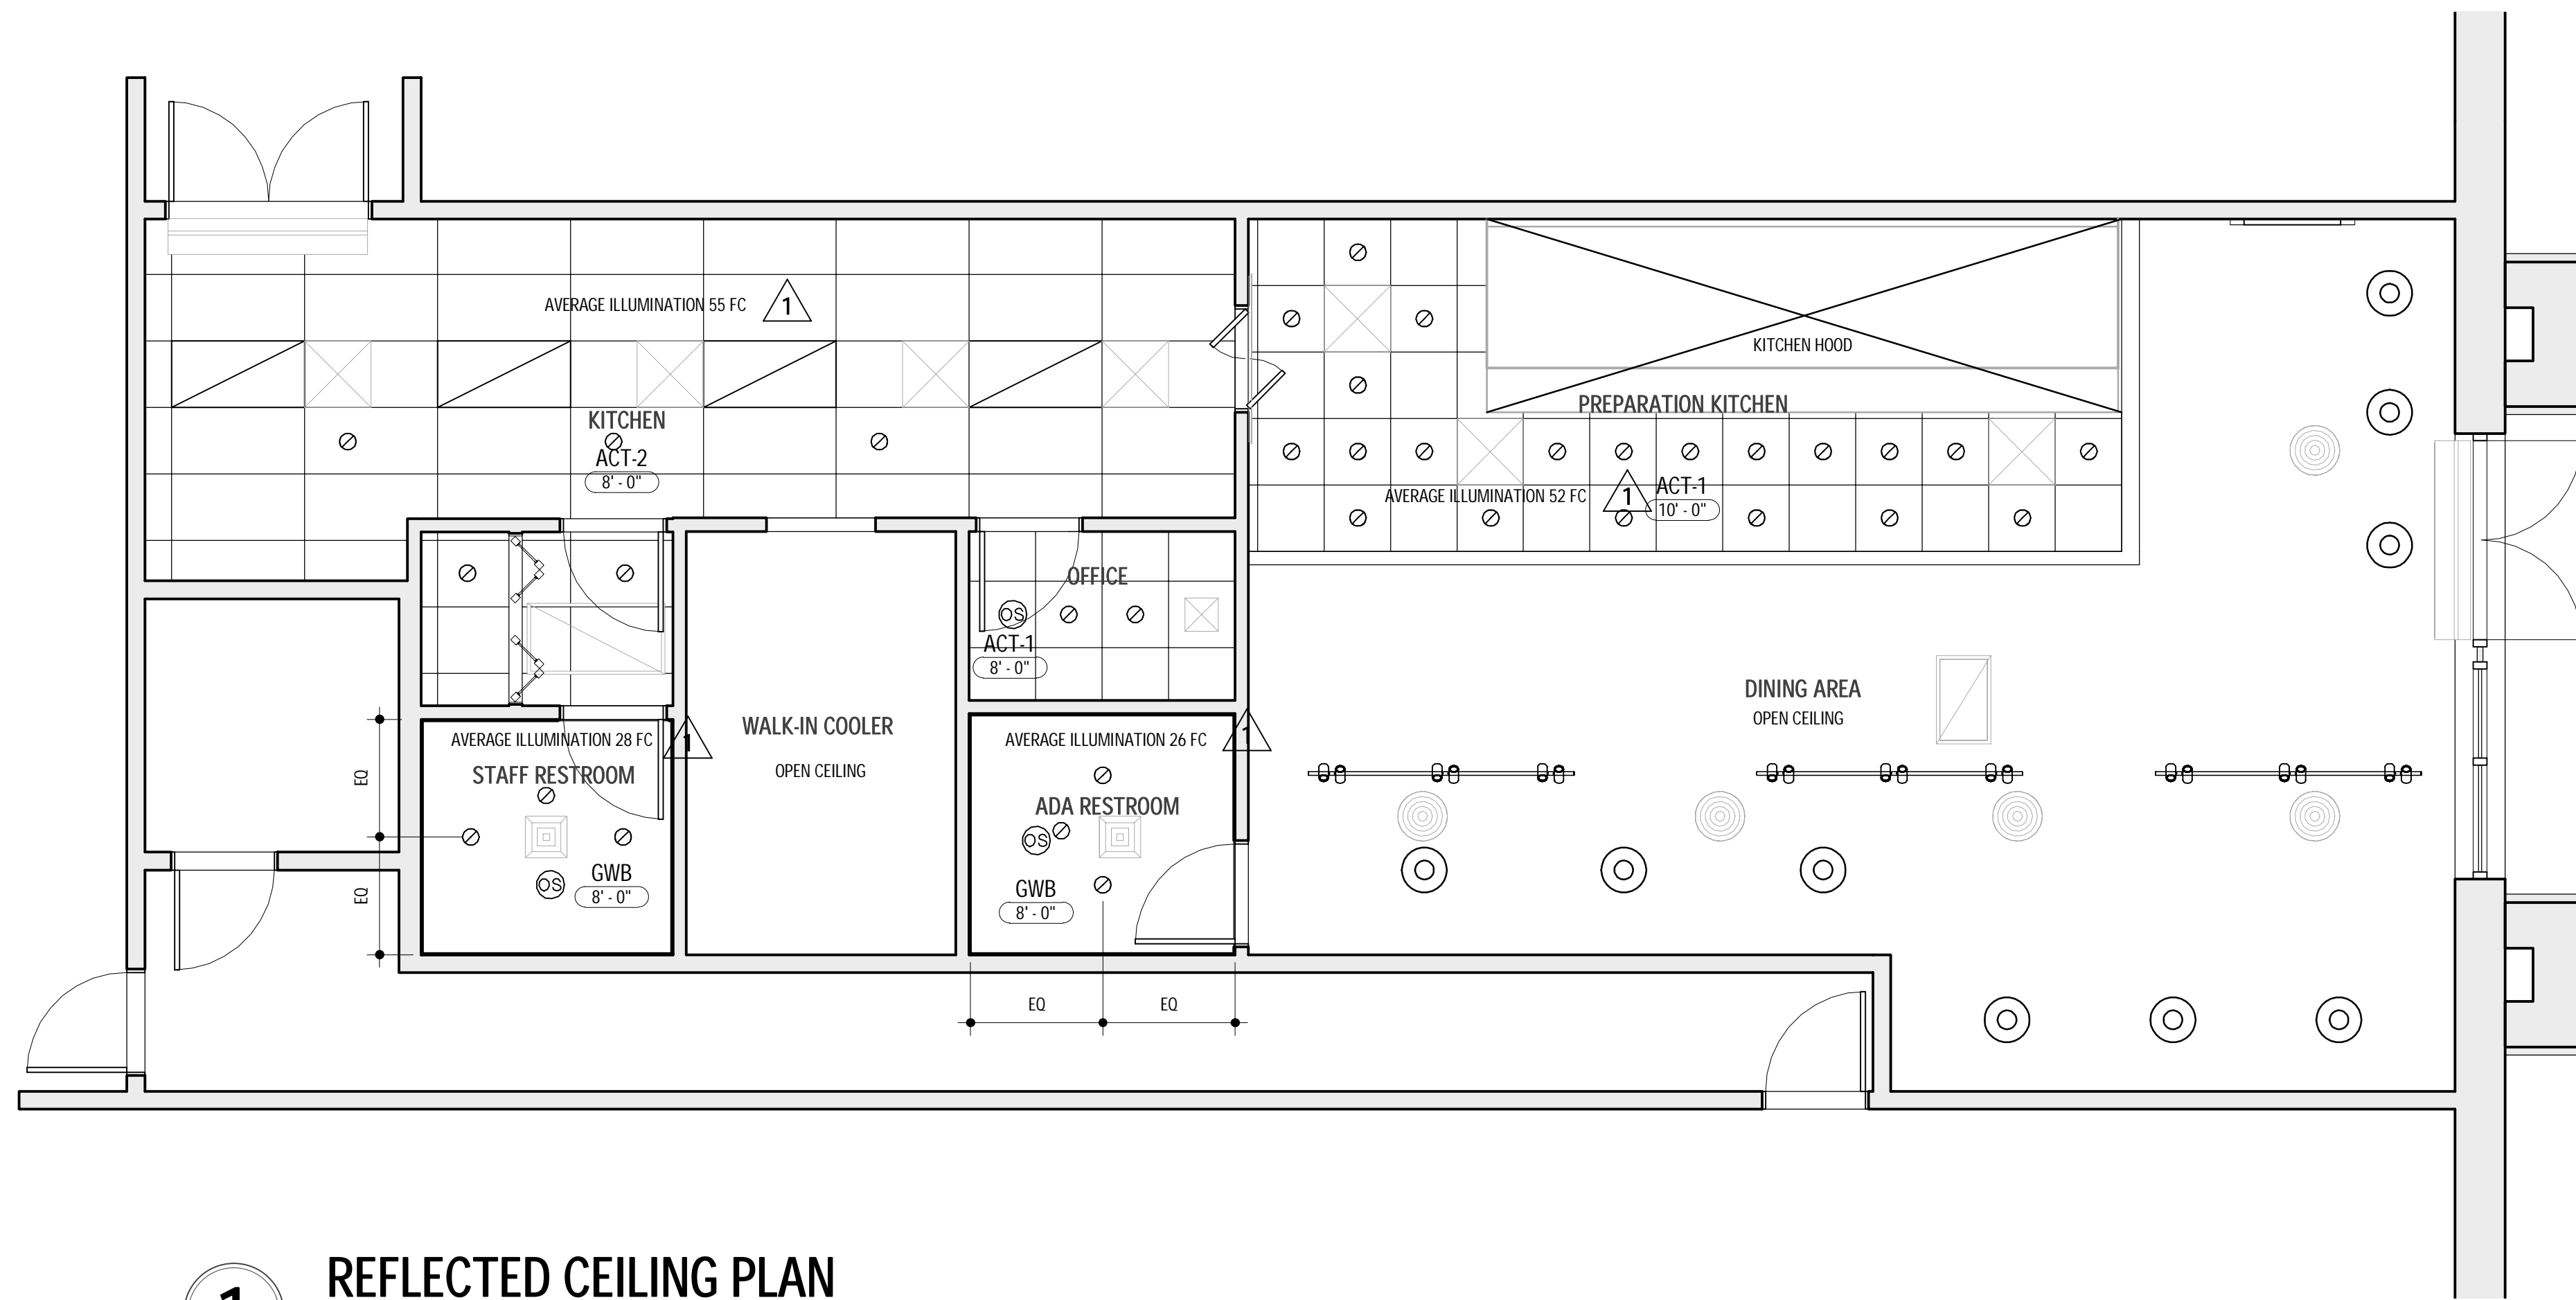 AVERAGE ILLUMINATION 55 FC
1
KITCHEN
ACT-2
8' - 0"
KITCHEN HOOD
PREPARATION KITCHEN
AVERAGE ILLUMINATION 52 FC
1
ACT-1
10' - 0"
OFFICE
OS
ACT-1
8' - 0"
DINING AREA
OPEN CEILING
WALK-IN COOLER
OPEN CEILING
AVERAGE ILLUMINATION 28 FC
1
STAFF RESTROOM
OS
GWB
8' - 0"
AVERAGE ILLUMINATION 26 FC
1
ADA RESTROOM
OS
GWB
8' - 0"
EQ
EQ
EQ
EQ
1
REFLECTED CEILING PLAN